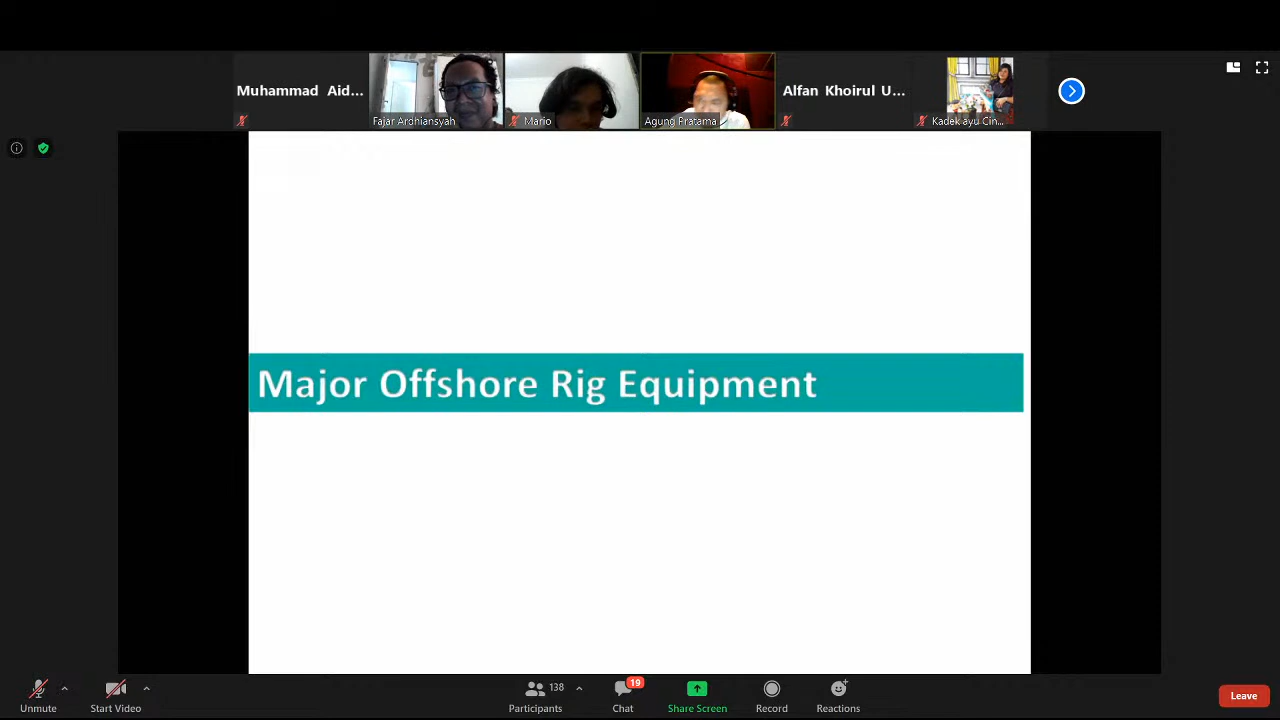 Muhammad Aid...
Fajar Ardhiansyah
Mario
Agung Pratama
Alfan Khoirul U...
Kadek ayu Cin...
Major Offshore Rig Equipment
Unmute
Start Video
138
Participants
19
Chat
Share Screen
Record
Reactions
Leave